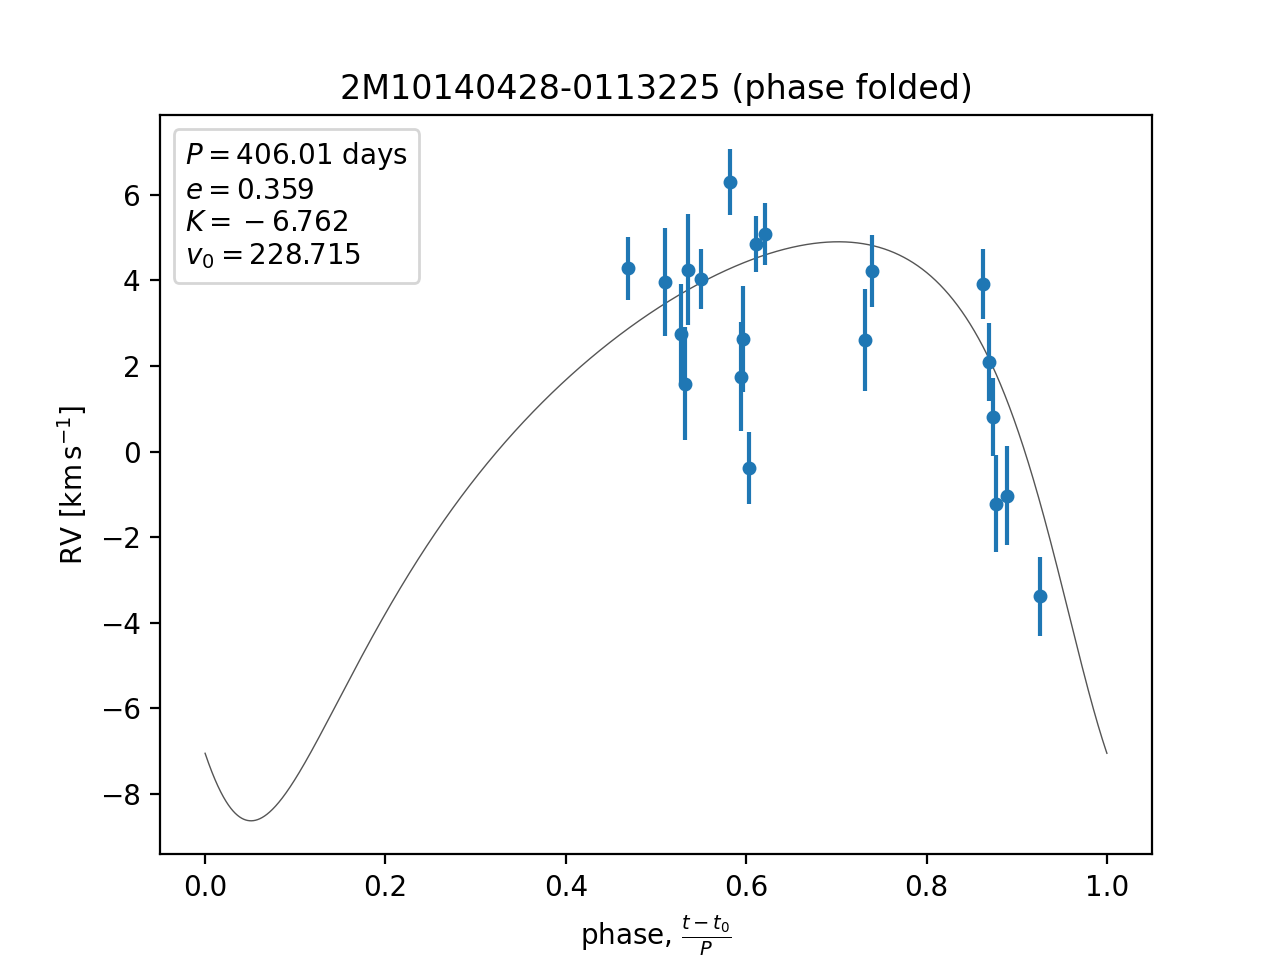 2M10140428-0113225 (phase folded)
P = 406.01 days
e = 0.359
K = −6.762
v₀ = 228.715
6
4
2
0
−2
−4
−6
−8
RV [km s⁻¹]
0.0 0.2 0.4 0.6 0.8 1.0
phase, (t − t₀)/P